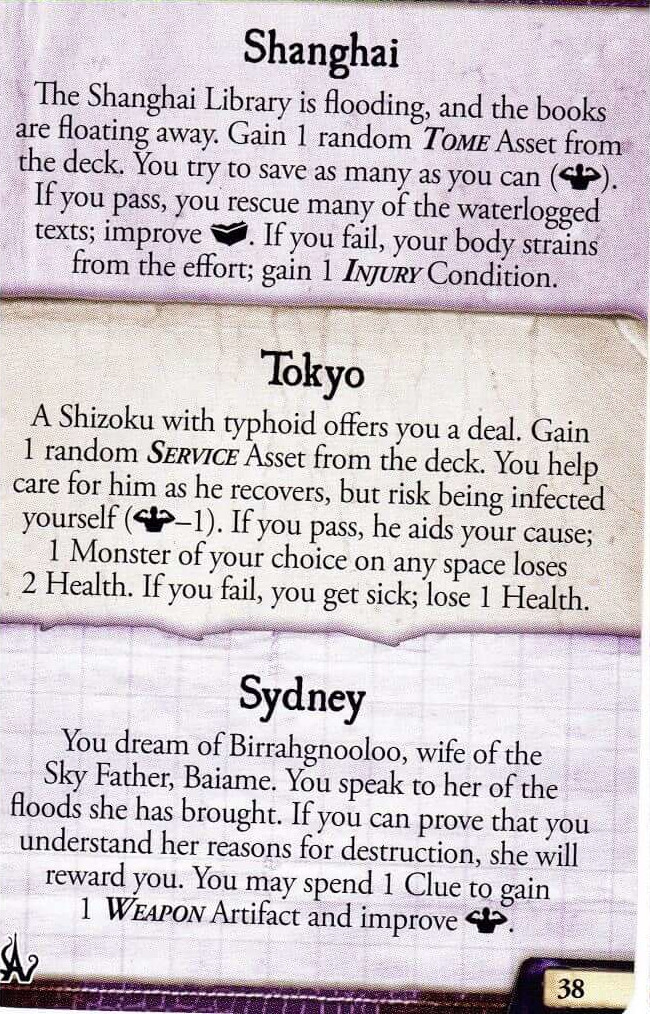 Shanghai
The Shanghai Library is flooding, and the books
are floating away. Gain 1 random TOME Asset from
the deck. You try to save as many as you can ( ).
If you pass, you rescue many of the waterlogged
texts; improve . If you fail, your body strains
from the effort; gain 1 INJURY Condition.
Tokyo
A Shizoku with typhoid offers you a deal. Gain
1 random SERVICE Asset from the deck. You help
care for him as he recovers, but risk being infected
yourself ( –1). If you pass, he aids your cause;
1 Monster of your choice on any space loses
2 Health. If you fail, you get sick; lose 1 Health.
Sydney
You dream of Birrahgnooloo, wife of the
Sky Father, Baiame. You speak to her of the
floods she has brought. If you can prove that you
understand her reasons for destruction, she will
reward you. You may spend 1 Clue to gain
1 WEAPON Artifact and improve .
38